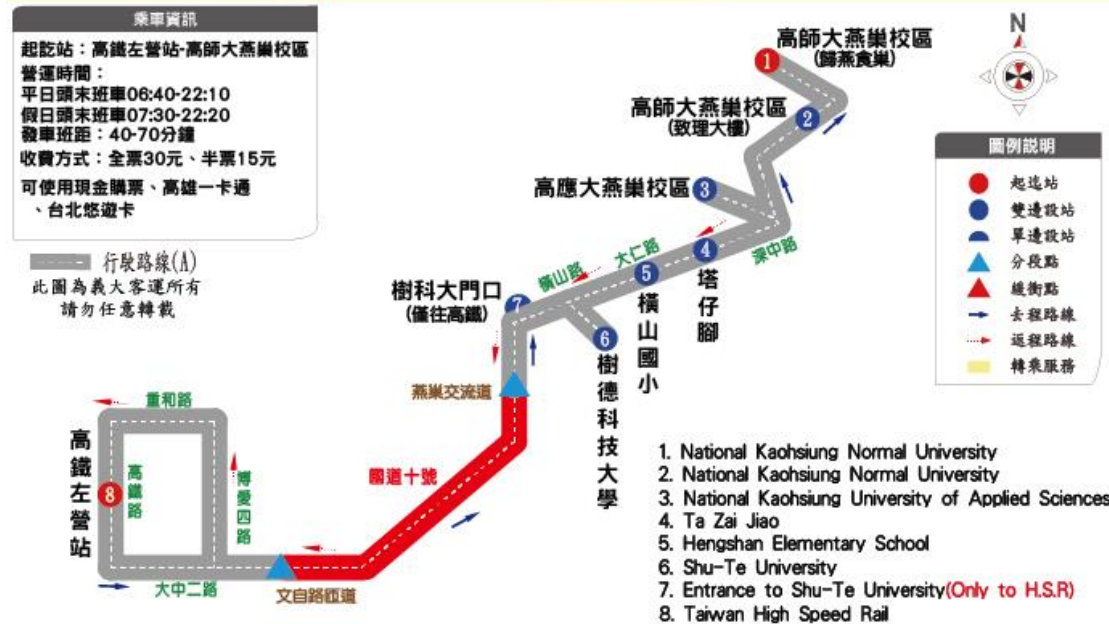 乘車資訊
起訖站：高鐵左營站-高師大燕巢校區
營運時間：
平日頭末班車06:40-22:10
假日頭末班車07:30-22:20
發車班距：40-70分鐘
收費方式：全票30元、半票15元
可使用現金購票、高雄一卡通
、台北悠遊卡
行駛路線(A)
此圖為義大客運所有
請勿任意轉載
高師大燕巢校區
(歸燕食巢)
1
高師大燕巢校區
(致理大樓)
2
高應大燕巢校區
3
深中路
4
塔仔腳
大仁路
5
橫山國小
橫山路
6
樹德科技大學
樹科大門口
(僅往高鐵)
7
燕巢交流道
國道十號
文自路匝道
重和路
高鐵左營站
8
高鐵路
博愛四路
大中二路
N
圖例說明
起迄站
雙邊設站
單邊設站
分段點
緩衝點
去程路線
返程路線
轉乘服務
1. National Kaohsiung Normal University
2. National Kaohsiung Normal University
3. National Kaohsiung University of Applied Sciences
4. Ta Zai Jiao
5. Hengshan Elementary School
6. Shu-Te University
7. Entrance to Shu-Te University(Only to H.S.R)
8. Taiwan High Speed Rail